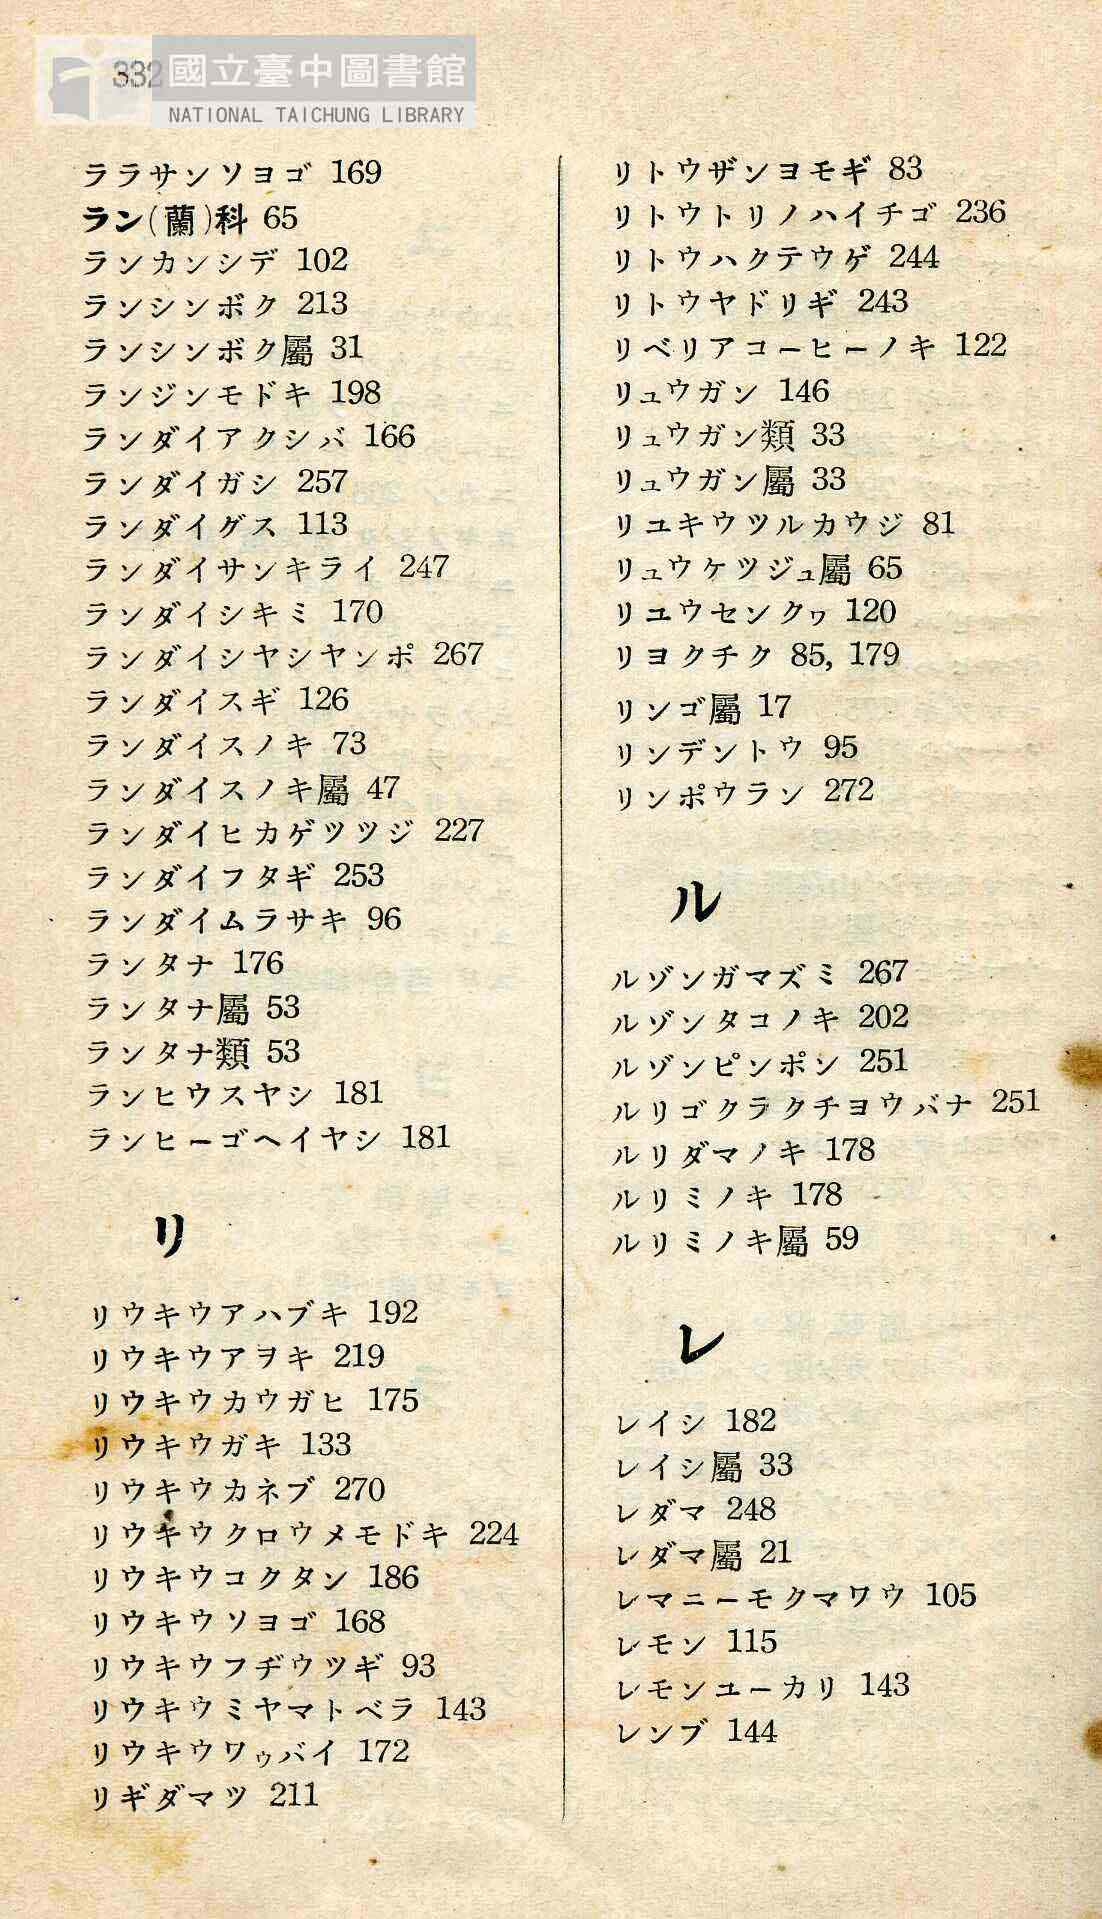 332
國立臺中圖書館
NATIONAL TAICHUNG LIBRARY
ララサンソヨゴ 169
ラン(蘭)科 65
ランカンシデ 102
ランシンボク 213
ランシンボク屬 31
ランジンモドキ 198
ランダイアクシバ 166
ランダイガシ 257
ランダイグス 113
ランダイサンキライ 247
ランダイシキミ 170
ランダイシヤシヤンポ 267
ランダイスギ 126
ランダイスノキ 73
ランダイスノキ屬 47
ランダイヒカゲツツジ 227
ランダイフタギ 253
ランダイムラサキ 96
ランタナ 176
ランタナ屬 53
ランタナ類 53
ランヒウスヤシ 181
ランヒーゴヘイヤシ 181
リ
リウキウアハブキ 192
リウキウアヲキ 219
リウキウカウガヒ 175
リウキウガキ 133
リウキウカネブ 270
リウキウクロウメモドキ 224
リウキウコクタン 186
リウキウソヨゴ 168
リウキウフヂウツギ 93
リウキウミヤマトベラ 143
リウキウワゥバイ 172
リギダマツ 211
リトウザンヨモギ 83
リトウトリノハイチゴ 236
リトウハクテウゲ 244
リトウヤドリギ 243
リベリアコーヒーノキ 122
リュウガン 146
リュウガン類 33
リュウガン屬 33
リユキウツルカウジ 81
リュウケツジュ屬 65
リユウセンクヮ 120
リヨクチク 85, 179
リンゴ屬 17
リンデントウ 95
リンポウラン 272
ル
ルゾンガマズミ 267
ルゾンタコノキ 202
ルゾンピンポン 251
ルリゴクラクチヨウバナ 251
ルリダマノキ 178
ルリミノキ 178
ルリミノキ屬 59
レ
レイシ 182
レイシ屬 33
レダマ 248
レダマ屬 21
レマニーモクマワウ 105
レモン 115
レモンユーカリ 143
レンブ 144